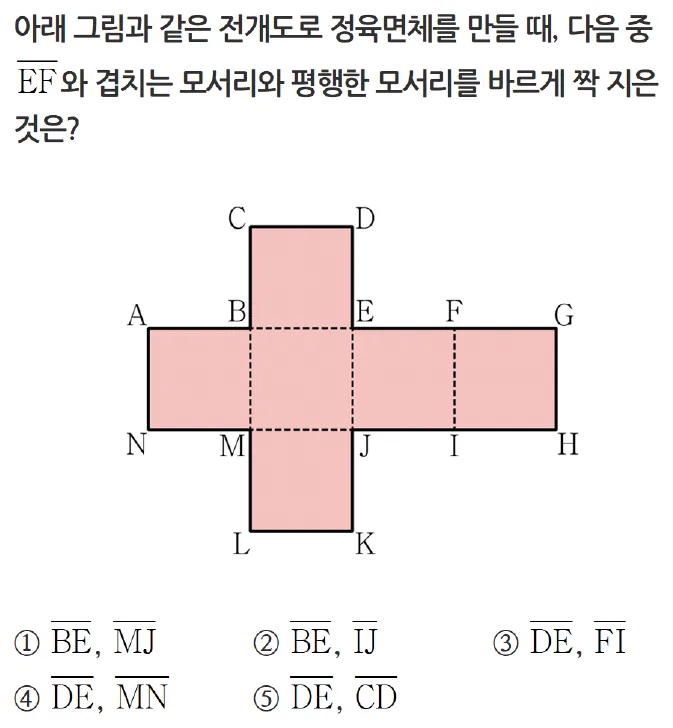 아래 그림과 같은 전개도로 정육면체를 만들 때, 다음 중
EF와 겹치는 모서리와 평행한 모서리를 바르게 짝 지은
것은?
C D
A B E F G
N M J I H
L K
① BE, MJ ② BE, IJ ③ DE, FI
④ DE, MN ⑤ DE, CD